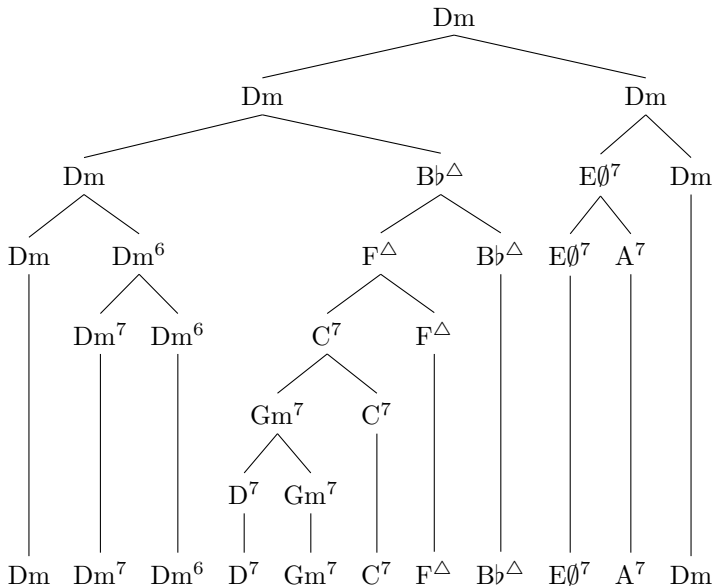 Dm
Dm Dm
Dm B♭△ E∅7 Dm
Dm Dm6 F△ B♭△ E∅7 A7
Dm7 Dm6 C7 F△
Gm7 C7
D7 Gm7
Dm Dm7 Dm6 D7 Gm7 C7 F△ B♭△ E∅7 A7 Dm